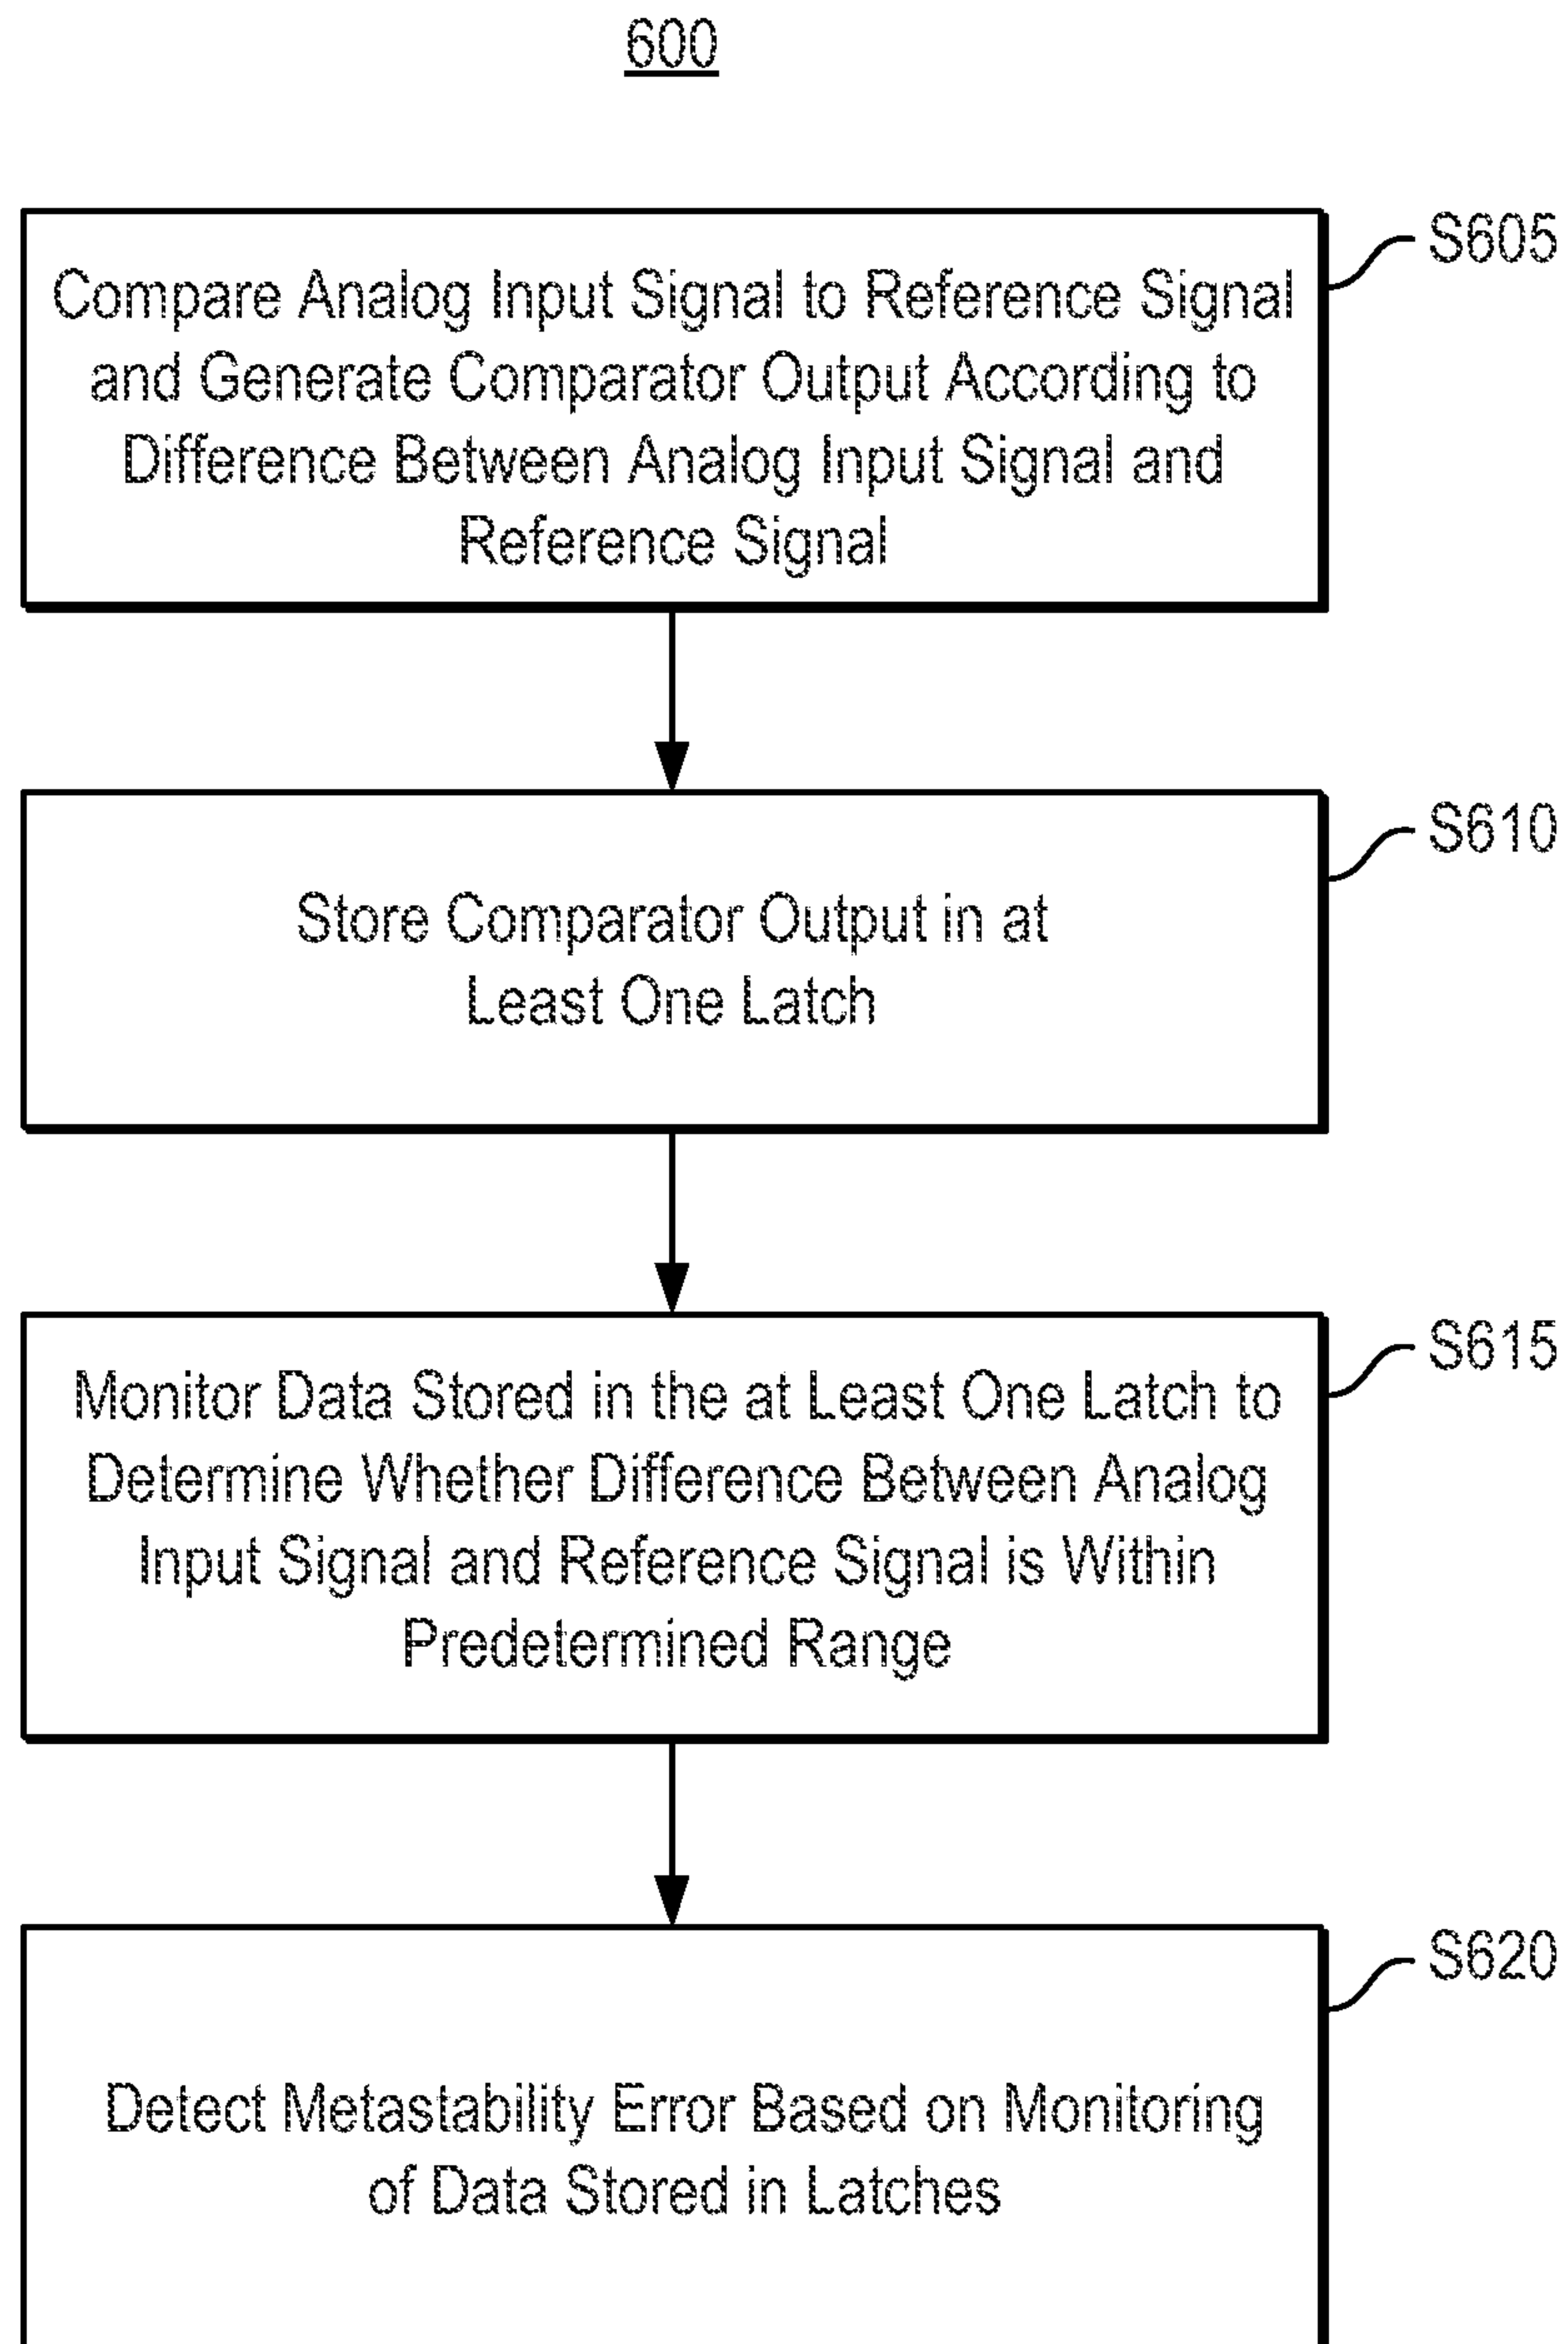 600
S605
Compare Analog Input Signal to Reference Signal
and Generate Comparator Output According to
Difference Between Analog Input Signal and
Reference Signal
S610
Store Comparator Output in at
Least One Latch
S615
Monitor Data Stored in the at Least One Latch to
Determine Whether Difference Between Analog
Input Signal and Reference Signal is Within
Predetermined Range
S620
Detect Metastability Error Based on Monitoring
of Data Stored in Latches